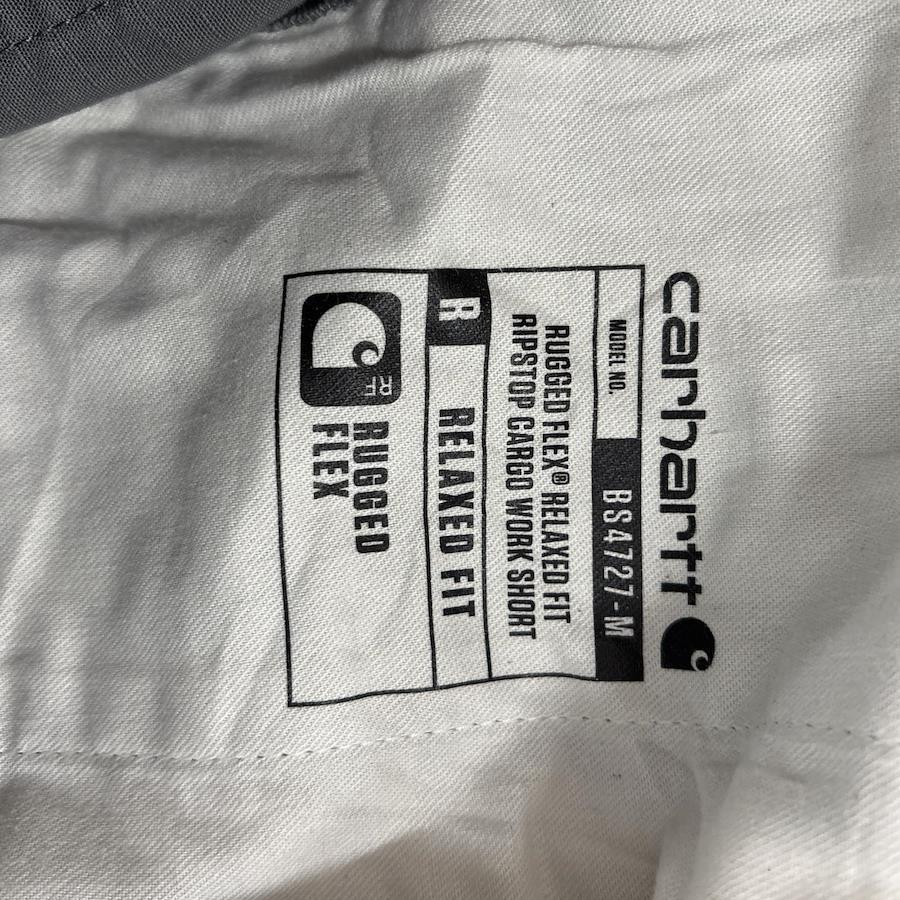 carhartt
MODEL NO. BS4727-M
RUGGED FLEX® RELAXED FIT
RIPSTOP CARGO WORK SHORT
R RELAXED FIT
RF
RUGGED
FLEX